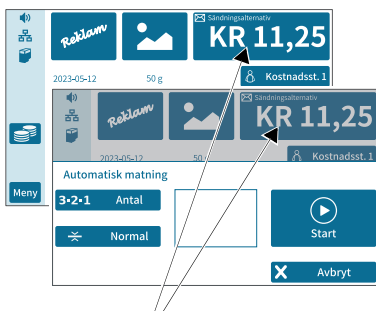 Reklam
Sändningsalternativ
KR 11,25
2023-05-12
50 g
Kostnadsst. 1
Meny
Reklam
Sändningsalternativ
KR 11,25
2023-05-12
50
Kostnadsst. 1
Automatisk matning
3•2•1 Antal
Normal
Start
X Avbryt